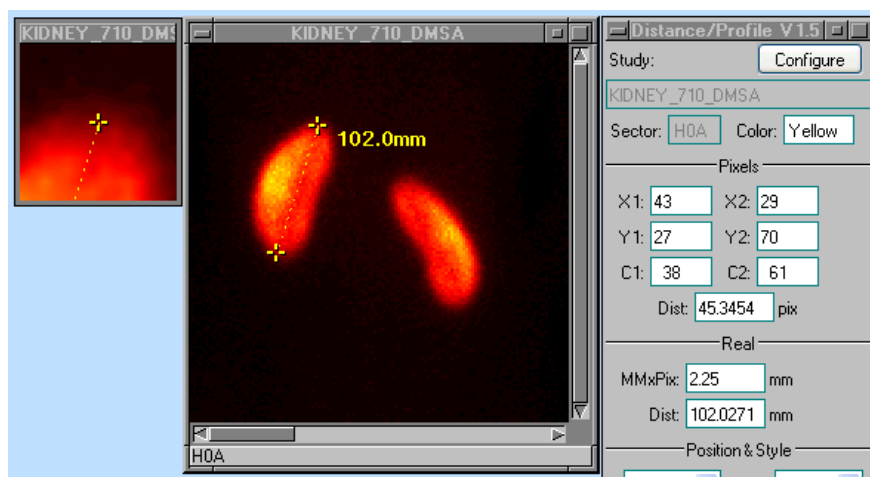 KIDNEY_710_DMS
KIDNEY_710_DMSA
102.0mm
H0A
Distance/Profile V1.5
Study: Configure
KIDNEY_710_DMSA
Sector: H0A Color: Yellow
Pixels
X1: 43 X2: 29
Y1: 27 Y2: 70
C1: 38 C2: 61
Dist: 45.3454 pix
Real
MMxPix: 2.25 mm
Dist: 102.0271 mm
Position & Style